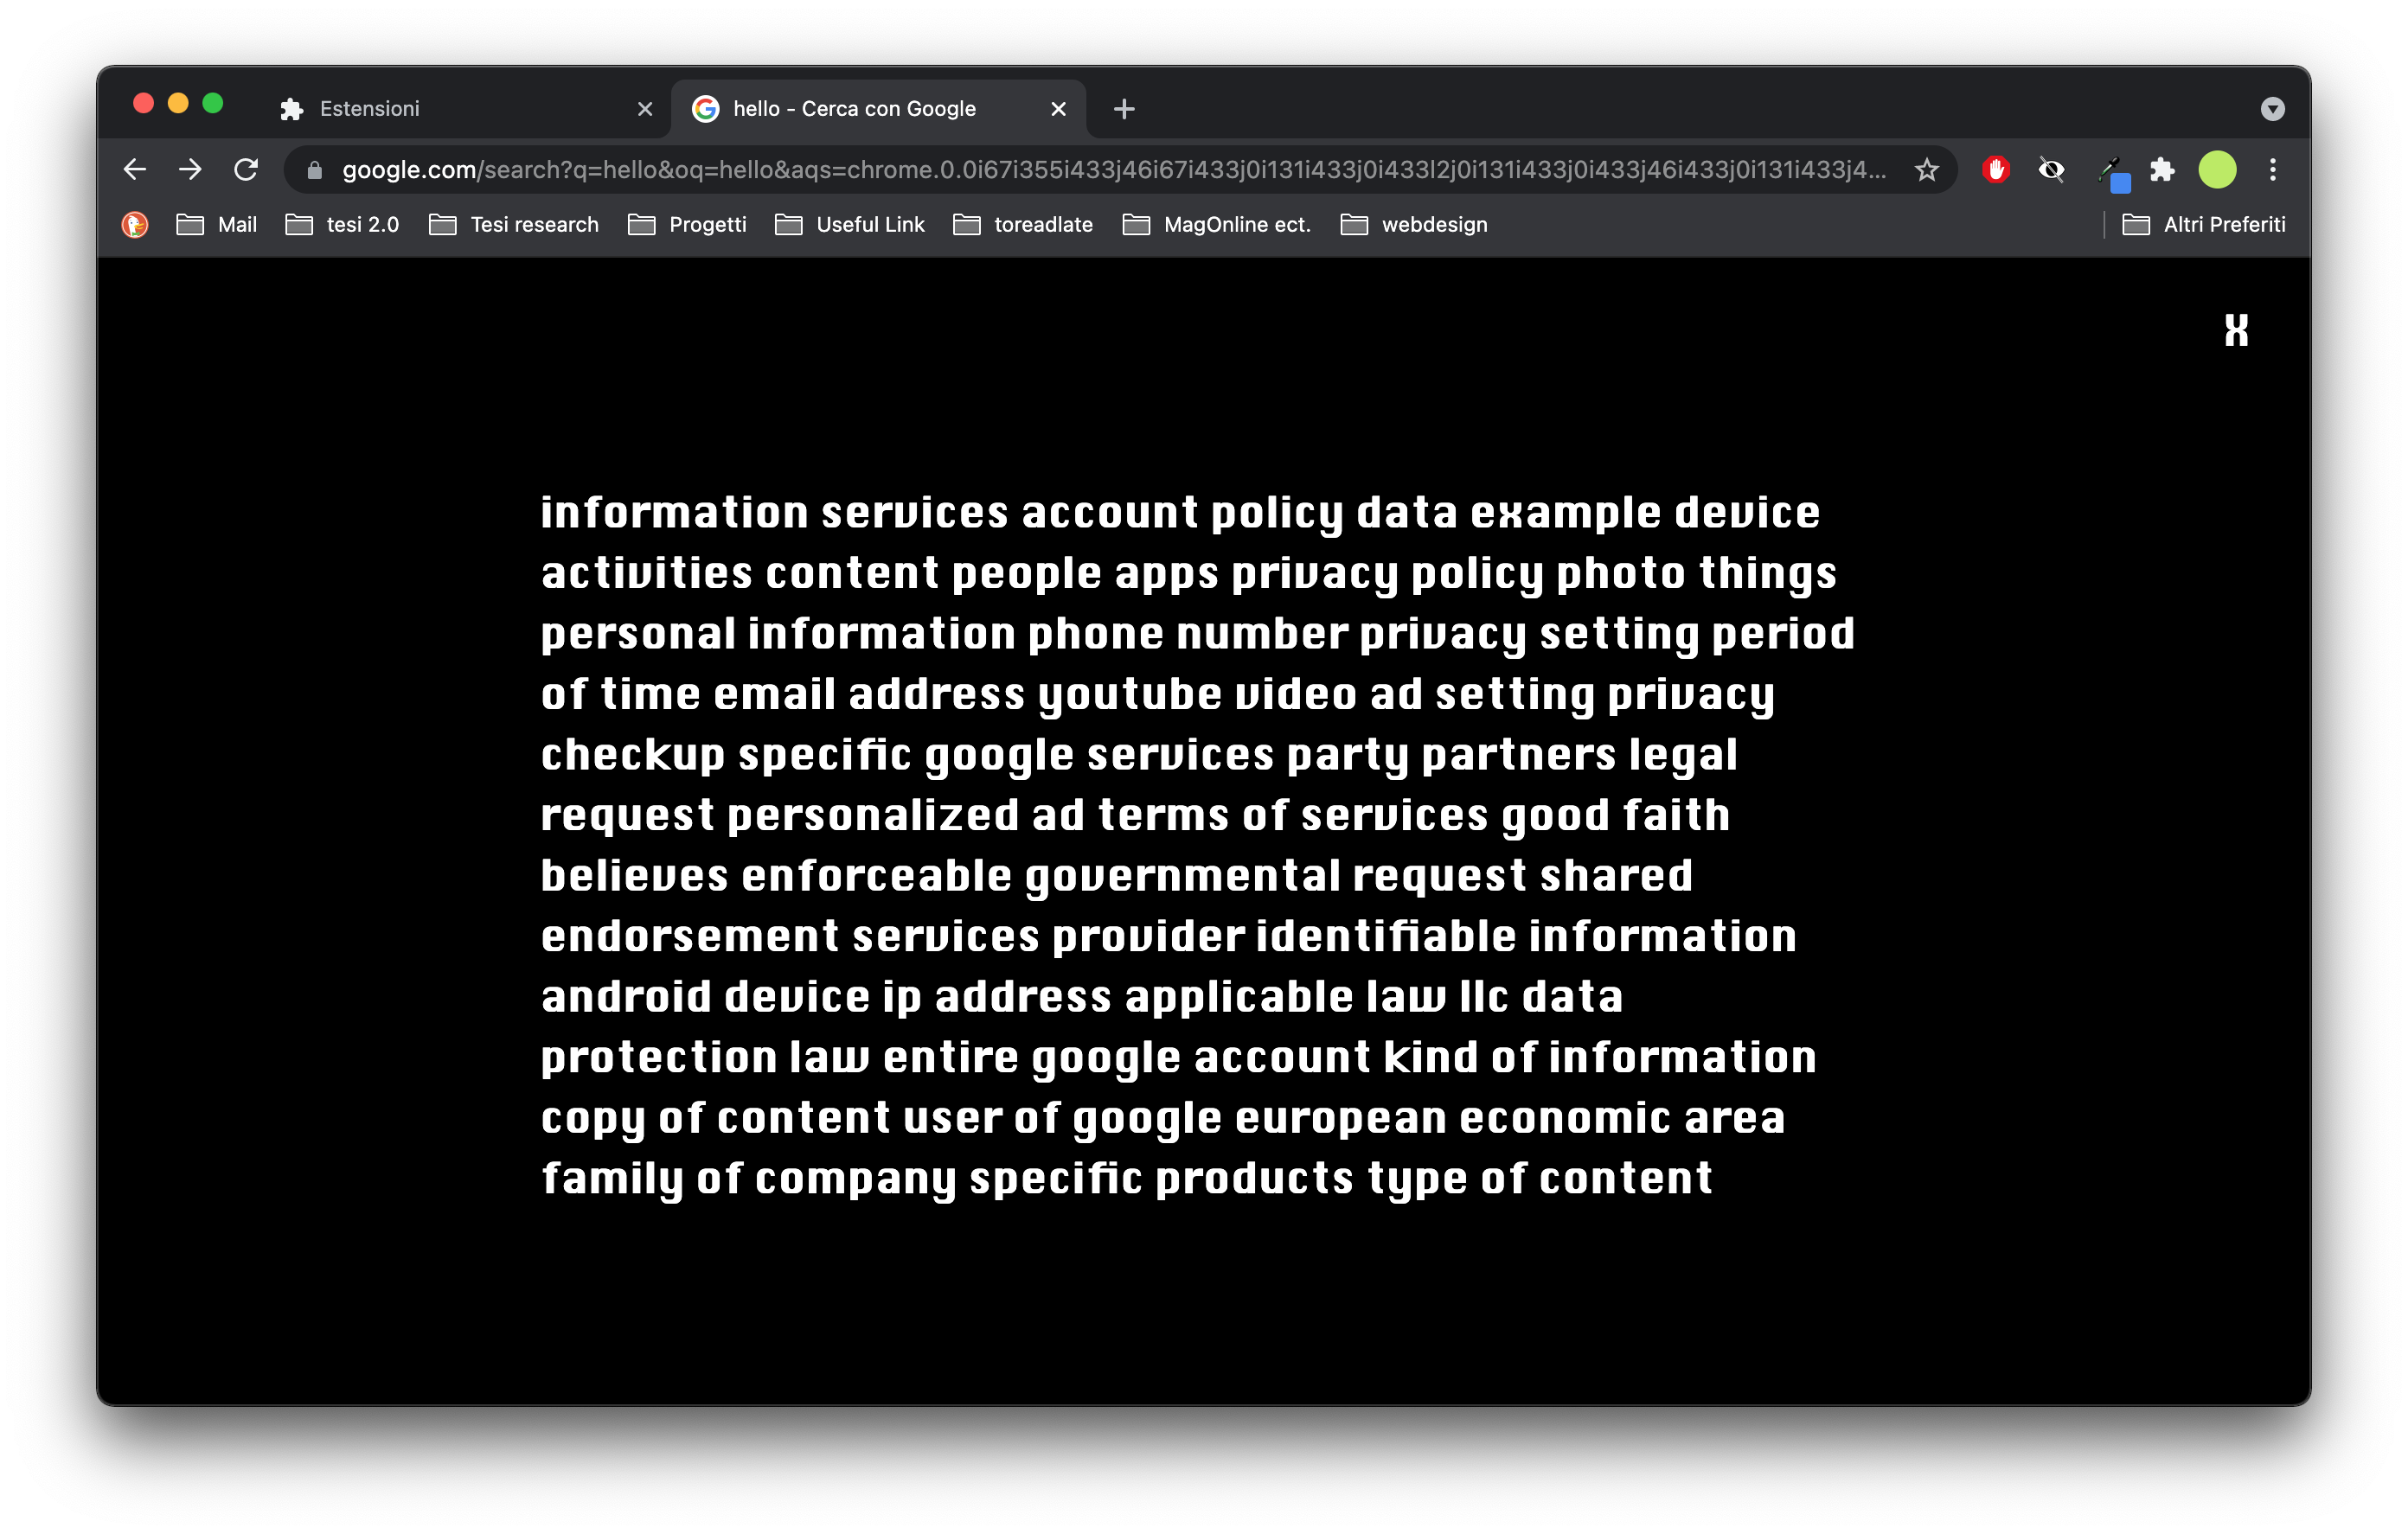 Estensioni
hello - Cerca con Google
google.com/search?q=hello&oq=hello&aqs=chrome.0.0i67i355i433j46i67i433j0i131i433j0i433l2j0i131i433j0i433j46i433j0i131i433j4...
Mail tesi 2.0 Tesi research Progetti Useful Link toreadlate MagOnline ect. webdesign Altri Preferiti
X
information services account policy data example device
activities content people apps privacy policy photo things
personal information phone number privacy setting period
of time email address youtube video ad setting privacy
checkup specific google services party partners legal
request personalized ad terms of services good faith
believes enforceable governmental request shared
endorsement services provider identifiable information
android device ip address applicable law llc data
protection law entire google account kind of information
copy of content user of google european economic area
family of company specific products type of content